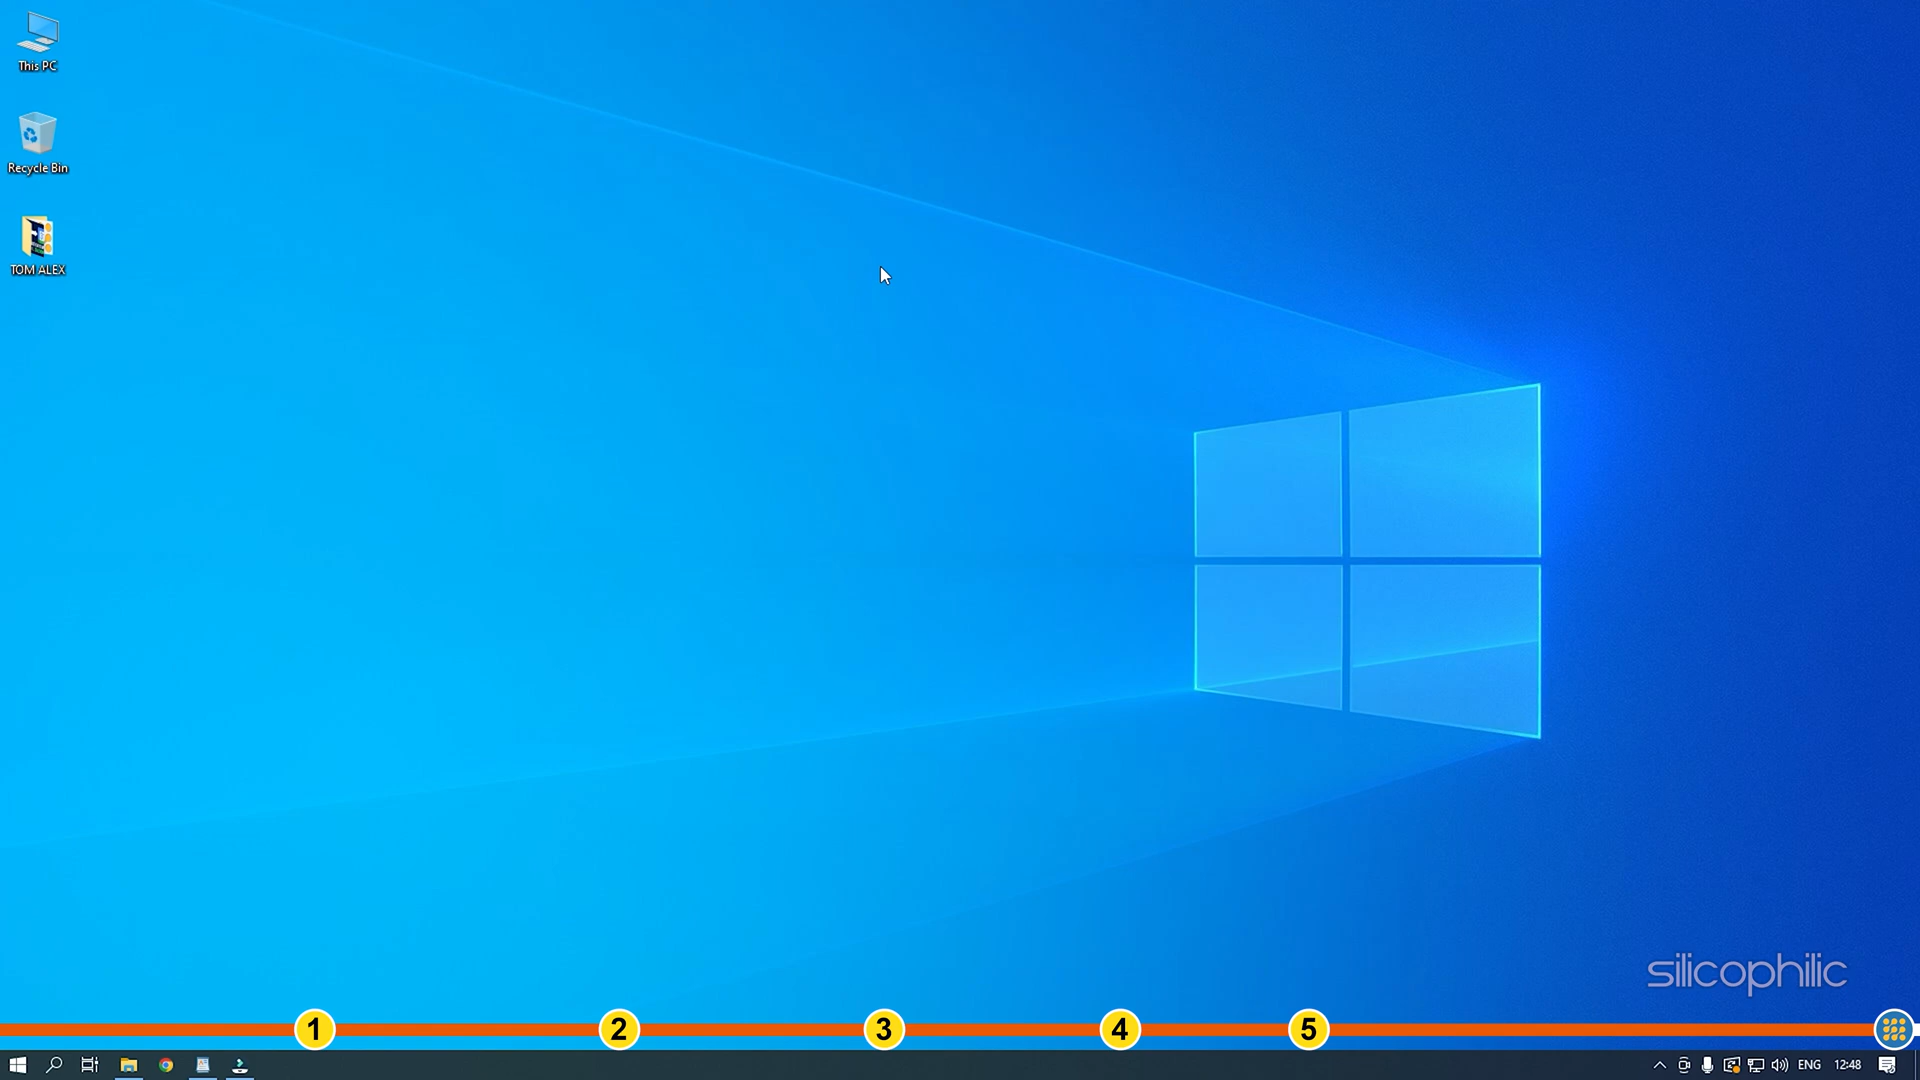 This PC
Recycle Bin
TOM ALEX
silicophilic
1 2 3 4 5
ENG 12:48